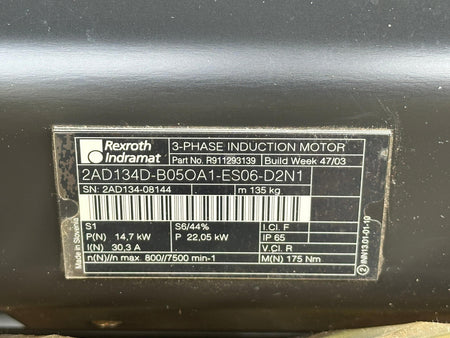 Rexroth Indramat
3-PHASE INDUCTION MOTOR
Part No. R911293139 Build Week 47/03
2AD134D-B05OA1-ES06-D2N1
SN: 2AD134-08144 m 135 kg
S1 S6/44% I.Cl. F
P(N) 14,7 kW P 22,05 kW IP 65
I(N) 30,3 A V.Cl. R
n(N)//n max. 800//7500 min-1 M(N) 175 Nm
Made in Slovenia